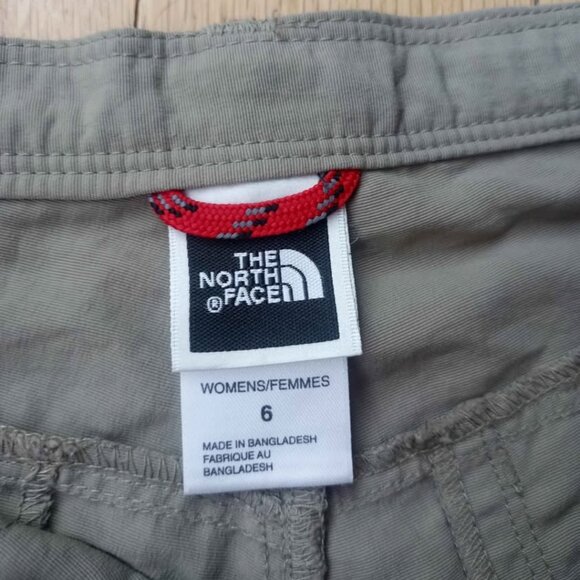 THE
NORTH
® FACE
WOMENS/FEMMES
6
MADE IN BANGLADESH
FABRIQUE AU
BANGLADESH